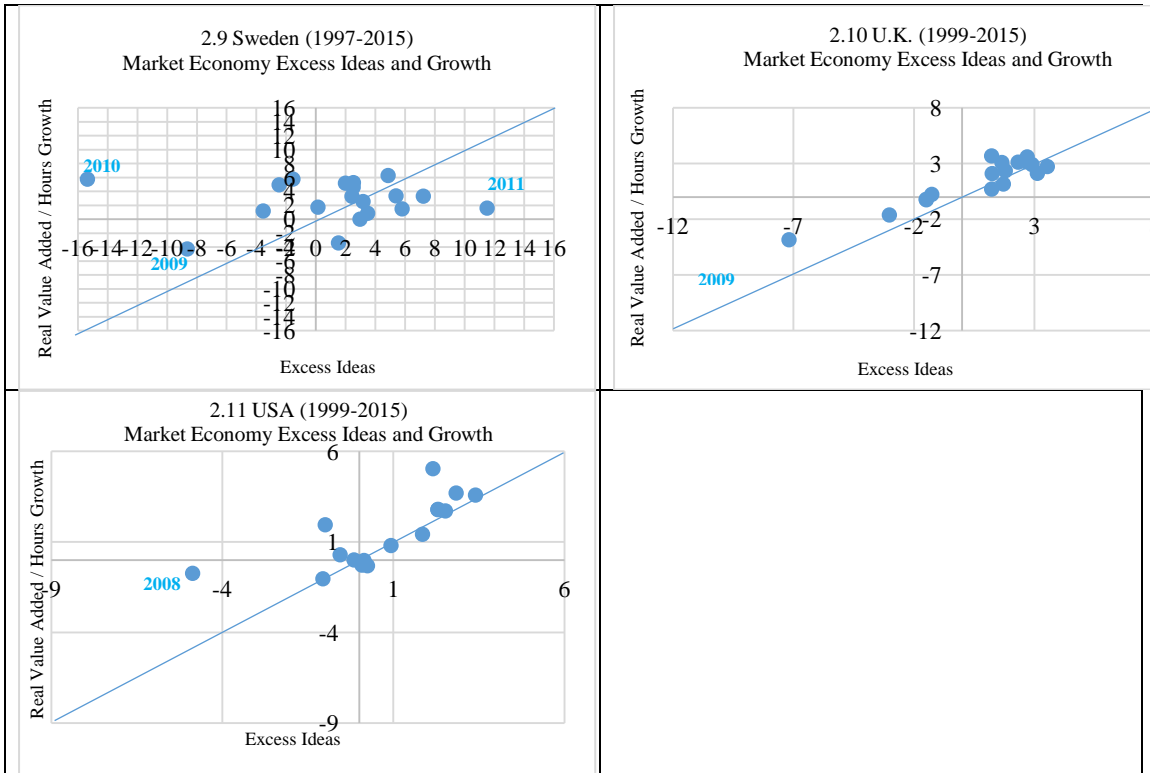 2.9 Sweden (1997-2015)
Market Economy Excess Ideas and Growth
Real Value Added / Hours Growth
16
14
12
10
8
6
4
2
0
-2
-4
-6
-8
-10
-12
-14
-16
-16 -14 -12 -10 -8 -6 -4 -2 0 2 4 6 8 10 12 14 16
2010
2011
2009
Excess Ideas
2.10 U.K. (1999-2015)
Market Economy Excess Ideas and Growth
Real Value Added / Hours Growth
8
3
-2
-7
-12
-12 -7 -2 3
2009
Excess Ideas
2.11 USA (1999-2015)
Market Economy Excess Ideas and Growth
Real Value Added / Hours Growth
6
1
-4
-9
-9 -4 1 6
2008
Excess Ideas